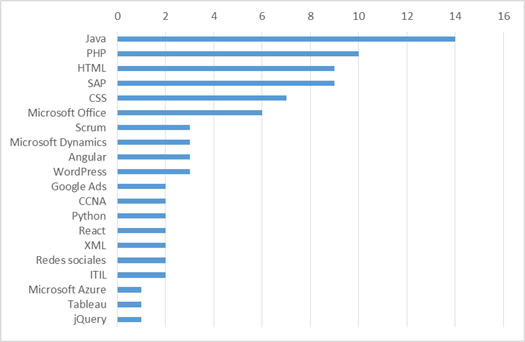 0 2 4 6 8 10 12 14 16
Java
PHP
HTML
SAP
CSS
Microsoft Office
Scrum
Microsoft Dynamics
Angular
WordPress
Google Ads
CCNA
Python
React
XML
Redes sociales
ITIL
Microsoft Azure
Tableau
jQuery